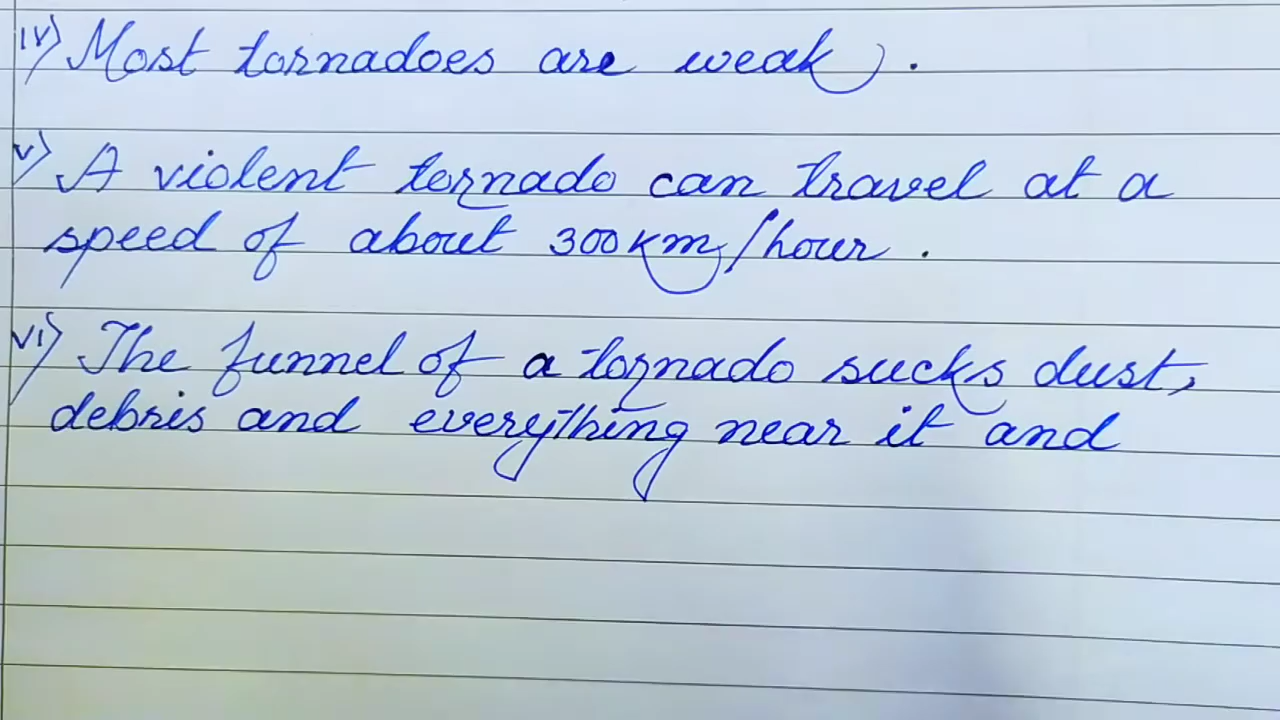 iv) Most tornadoes are weak.
v) A violent tornado can travel at a
speed of about 300km/hour.
vi) The funnel of a tornado sucks dust,
debris and everything near it and